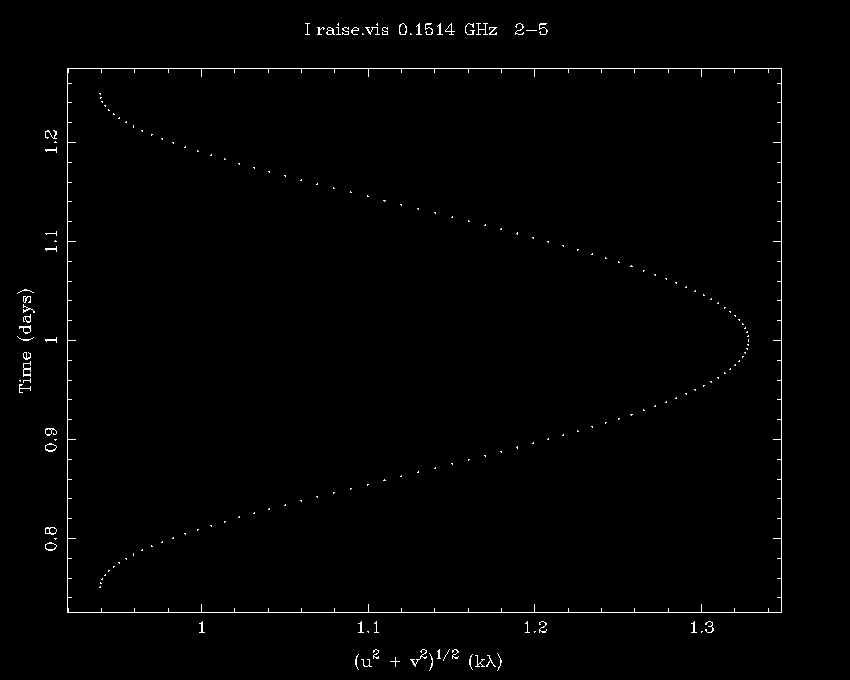 I raise.vis 0.1514 GHz 2-5
Time (days)
1.2
1.1
1
0.9
0.8
1 1.1 1.2 1.3
(u² + v²)^1/2 (kλ)